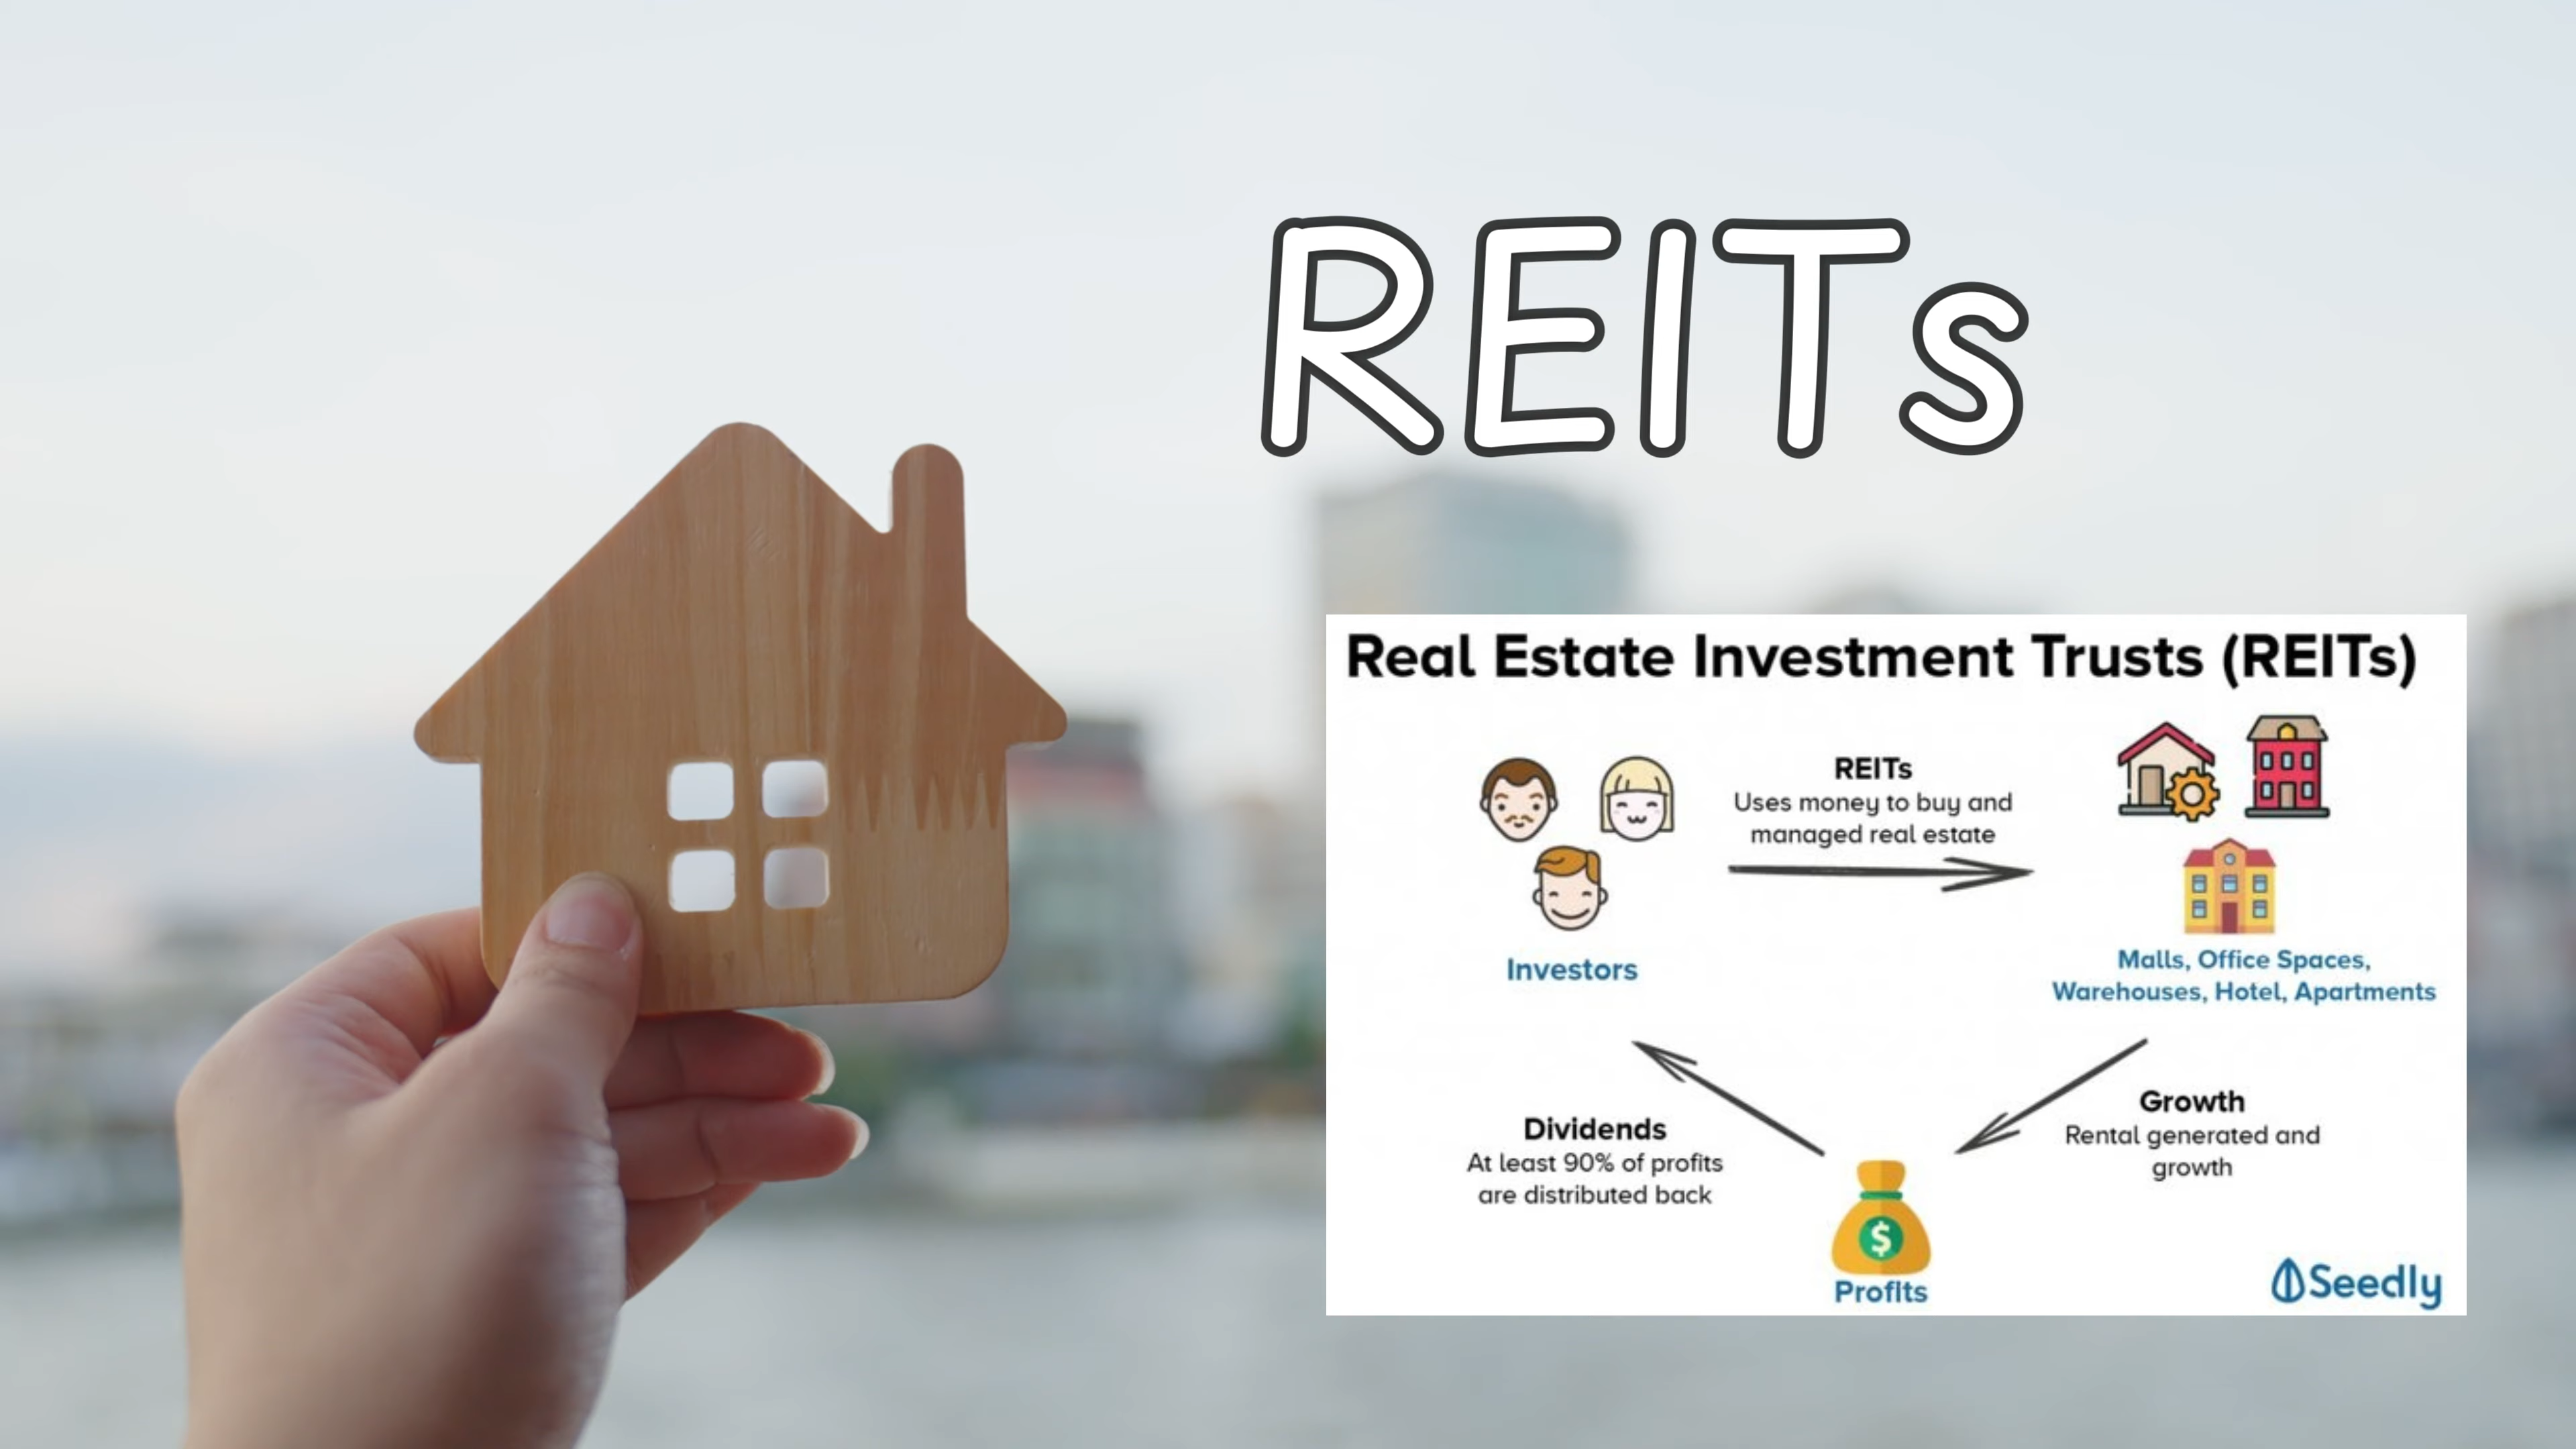 REITs
Real Estate Investment Trusts (REITs)
REITs
Uses money to buy and
managed real estate
Investors
Malls, Office Spaces,
Warehouses, Hotel, Apartments
Dividends
At least 90% of profits
are distributed back
Growth
Rental generated and
growth
Profits
Seedly